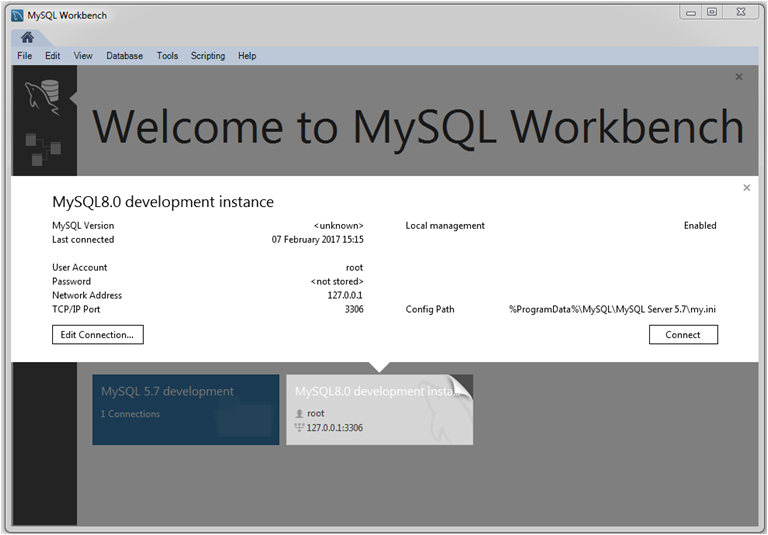 MySQL Workbench
File Edit View Database Tools Scripting Help
Welcome to MySQL Workbench
MySQL8.0 development instance
MySQL Version <unknown> Local management Enabled
Last connected 07 February 2017 15:15
User Account root
Password <not stored>
Network Address 127.0.0.1
TCP/IP Port 3306 Config Path %ProgramData%\MySQL\MySQL Server 5.7\my.ini
Edit Connection... Connect
MySQL 5.7 development MySQL8.0 development insta...
1 Connections root
127.0.0.1:3306